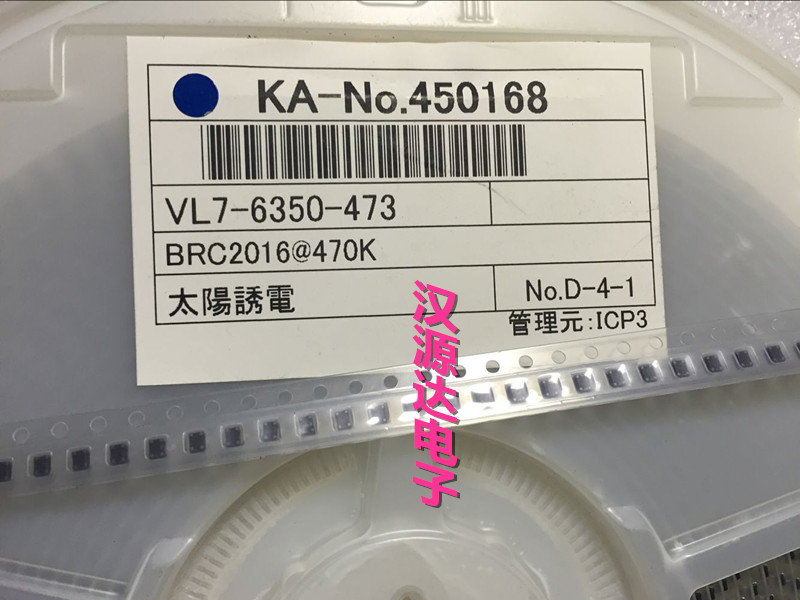 KA-No.450168
VL7-6350-473
BRC2016@470K
太陽誘電
No.D-4-1
管理元:ICP3
汉源达电子